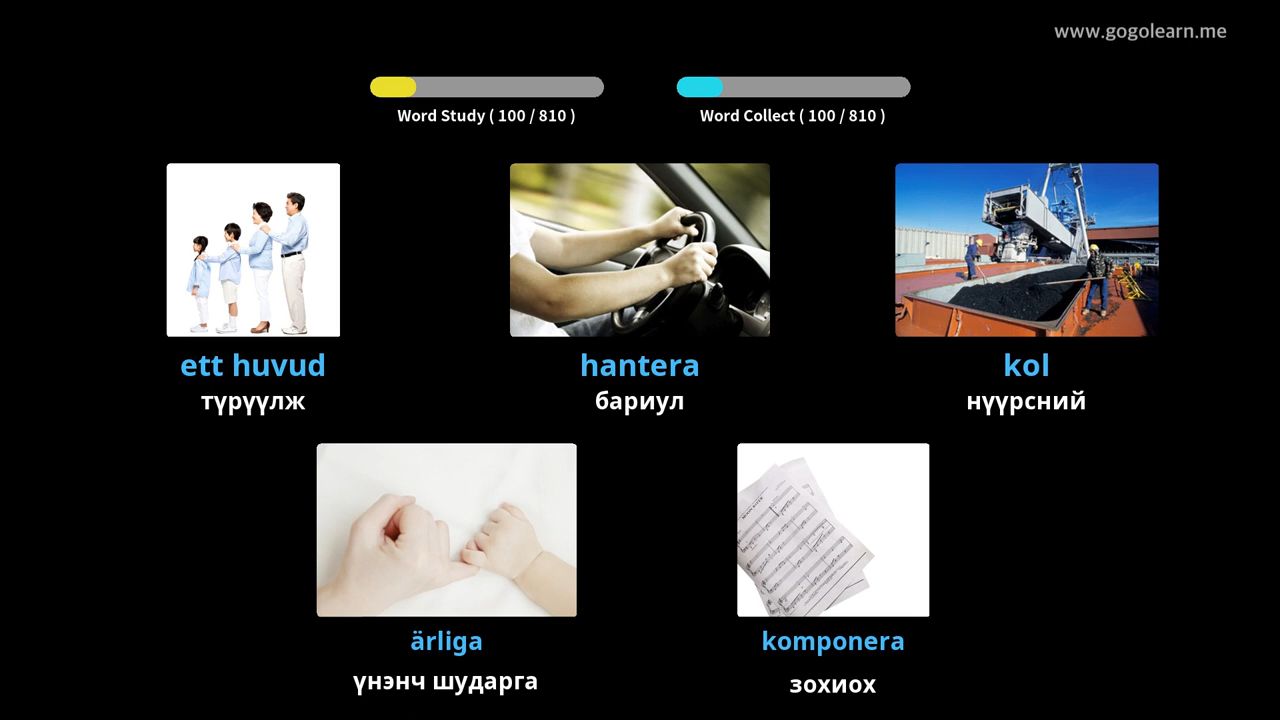 www.gogolearn.me
Word Study ( 100 / 810 )
Word Collect ( 100 / 810 )
ett huvud
түрүүлж
hantera
бариул
kol
нүүрсний
ärliga
үнэнч шударга
komponera
зохиох